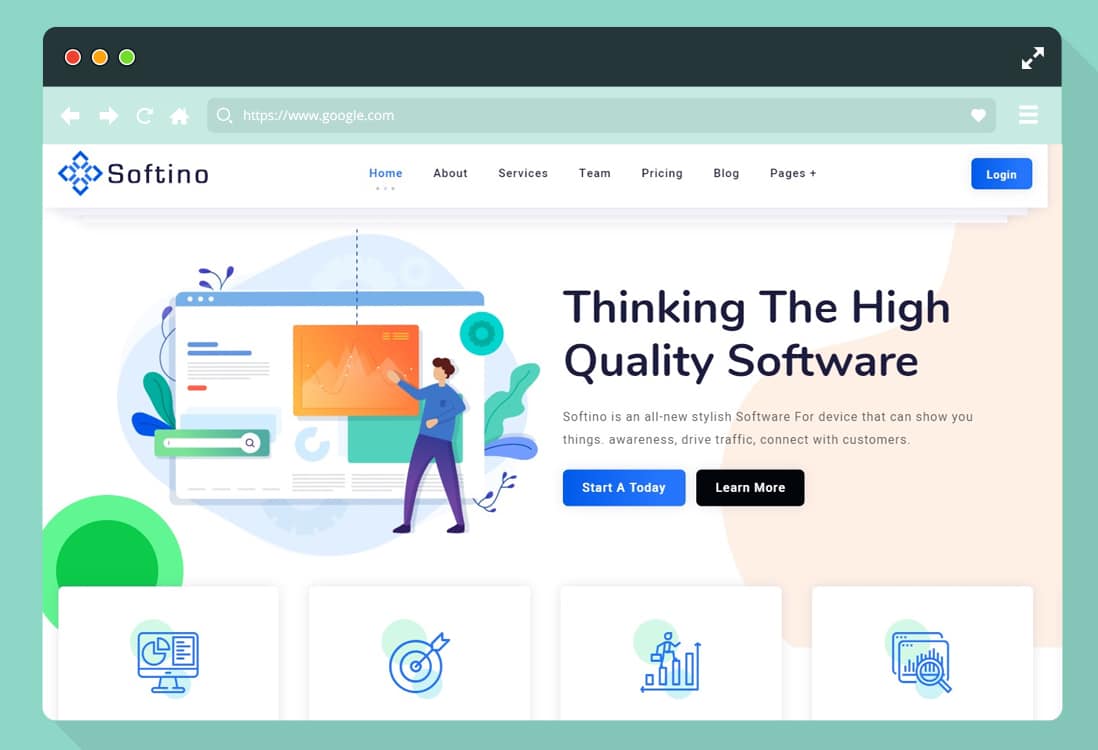 https://www.google.com
Softino
Home About Services Team Pricing Blog Pages + Login
Thinking The High
Quality Software
Softino is an all-new stylish Software For device that can show you
things. awareness, drive traffic, connect with customers.
Start A Today Learn More